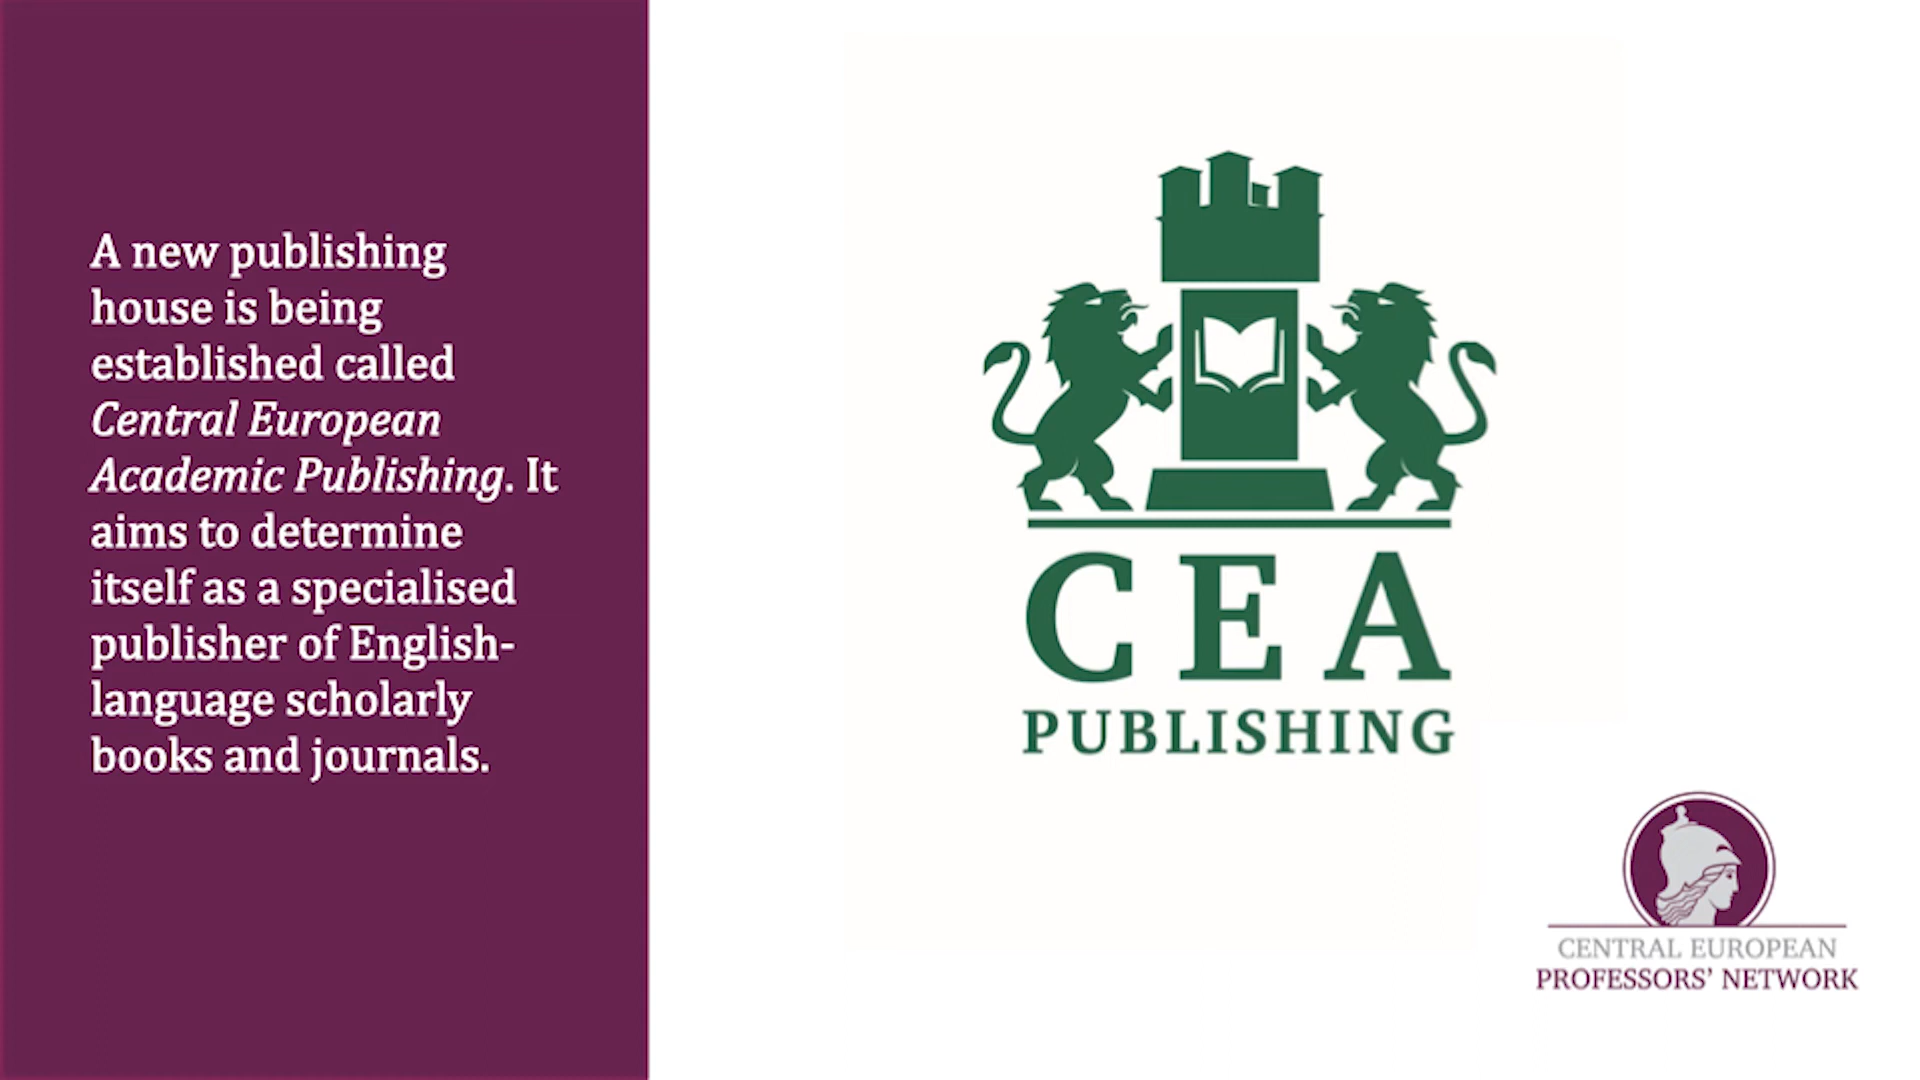 A new publishing
house is being
established called
Central European
Academic Publishing. It
aims to determine
itself as a specialised
publisher of English-
language scholarly
books and journals.
CEA
PUBLISHING
CENTRAL EUROPEAN
PROFESSORS' NETWORK